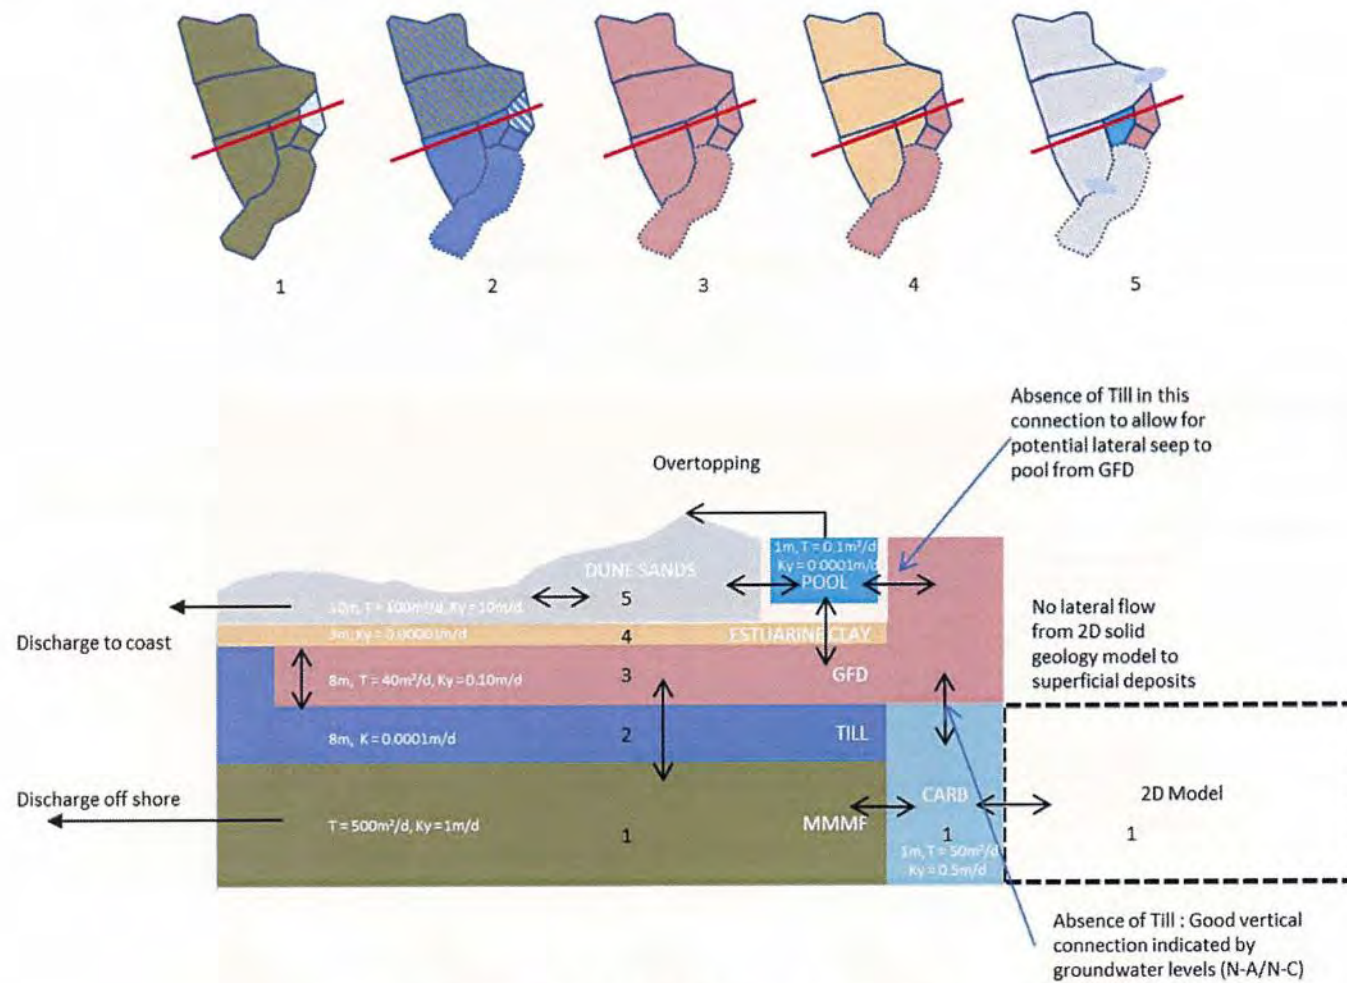 1
2
3
4
5
Absence of Till in this
connection to allow for
potential lateral seep to
pool from GFD
Overtopping
1m, T = 0.1m²/d
Ky = 0.0001m/d
POOL
DUNE SANDS
5
10m, T = 100m²/d, Ky = 10m/d
Discharge to coast
3m, Ky = 0.00001m/d
4
ESTUARINE CLAY
No lateral flow
from 2D solid
geology model to
superficial deposits
8m, T = 40m²/d, Ky = 0.10m/d
3
GFD
8m, K = 0.0001m/d
2
TILL
Discharge off shore
T = 500m²/d, Ky = 1m/d
1
MMMF
CARB
1
1m, T = 50m²/d
Ky = 0.5m/d
2D Model
1
Absence of Till : Good vertical
connection indicated by
groundwater levels (N-A/N-C)